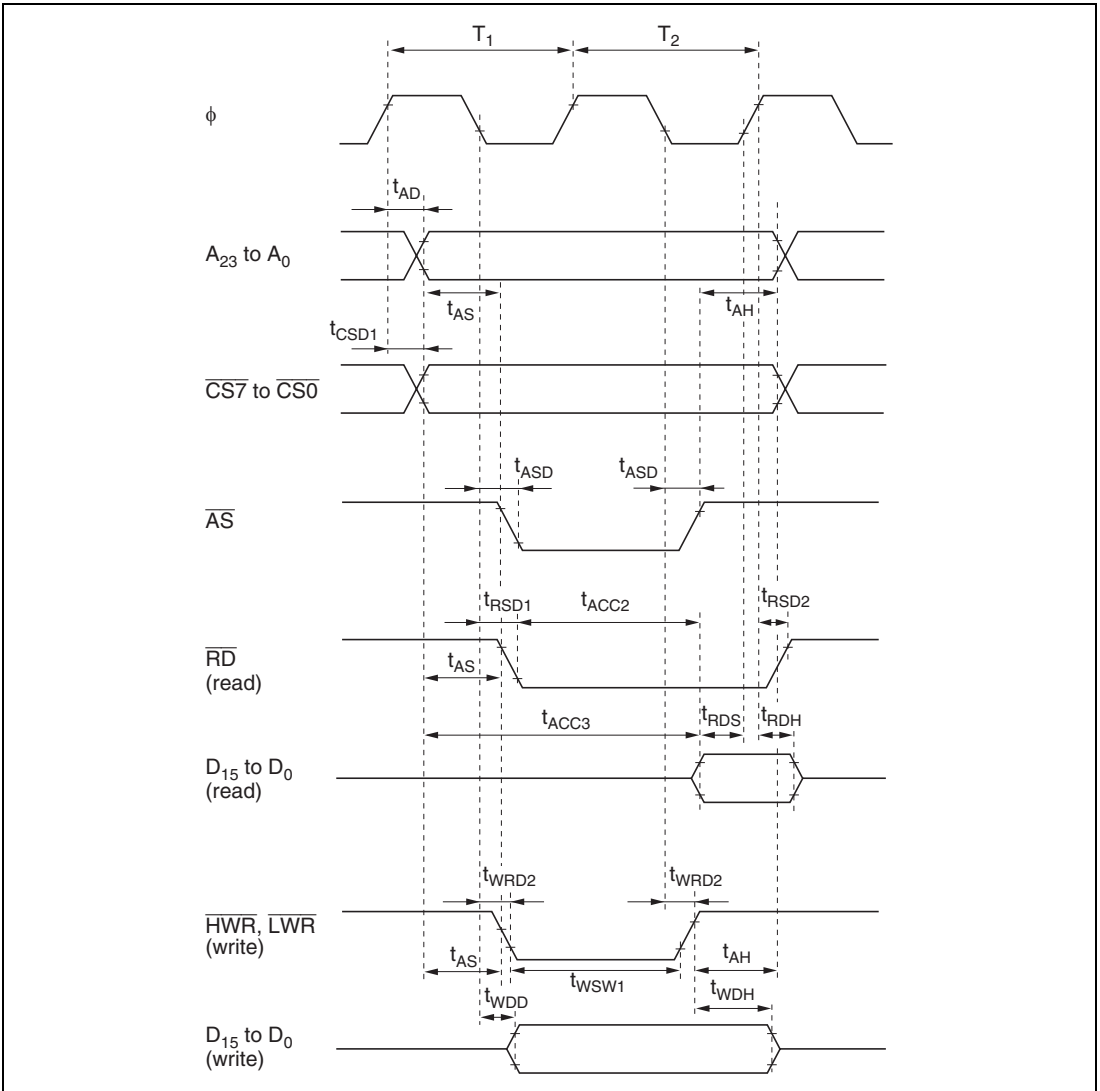 T1 T2
φ
tAD
A23 to A0
tAS tAH
tCSD1
CS7 to CS0
tASD tASD
AS
tRSD1 tACC2 tRSD2
RD
tAS
(read)
tACC3 tRDS tRDH
D15 to D0
(read)
tWRD2 tWRD2
HWR, LWR
(write)
tAS tWSW1 tAH
tWDD tWDH
D15 to D0
(write)